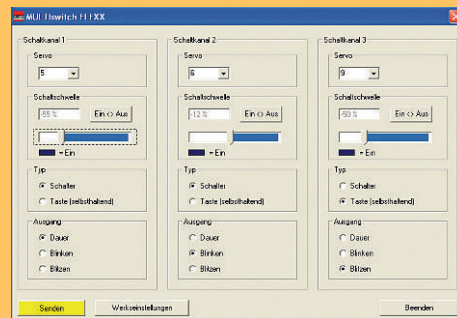 MULTIswitch FLEXX
Schaltkanal 1
Servo
5
Schaltschwelle
-55 %
Ein <> Aus
= Ein
Typ
Schalter
Taste (selbsthaltend)
Ausgang
Dauer
Blinken
Blitzen
Schaltkanal 2
Servo
6
Schaltschwelle
-12 %
Ein <> Aus
= Ein
Typ
Schalter
Taste (selbsthaltend)
Ausgang
Dauer
Blinken
Blitzen
Schaltkanal 3
Servo
9
Schaltschwelle
-50 %
Ein <> Aus
= Ein
Typ
Schalter
Taste (selbsthaltend)
Ausgang
Dauer
Blinken
Blitzen
Senden
Werkseinstellungen
Beenden